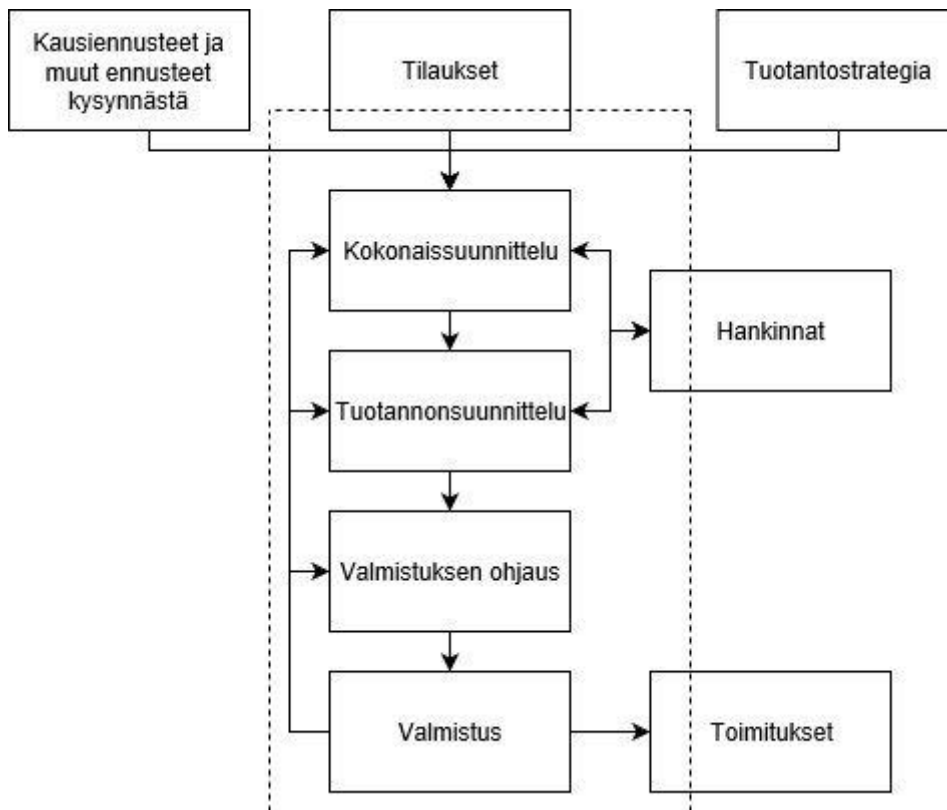 Kausiennusteet ja
muut ennusteet
kysynnästä
Tilaukset
Tuotantostrategia
Kokonaissuunnittelu
Hankinnat
Tuotannonsuunnittelu
Valmistuksen ohjaus
Valmistus
Toimitukset